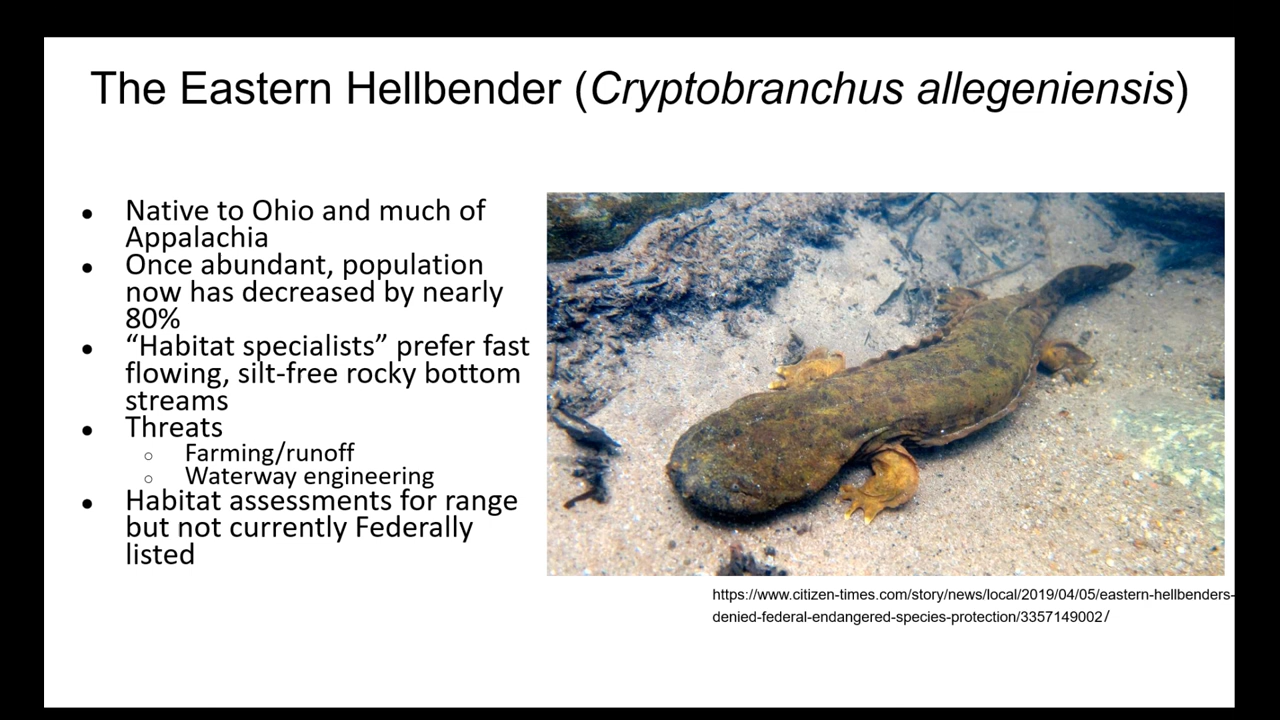 The Eastern Hellbender (Cryptobranchus allegeniensis)
● Native to Ohio and much of
Appalachia
● Once abundant, population
now has decreased by nearly
80%
● “Habitat specialists” prefer fast
flowing, silt-free rocky bottom
streams
● Threats
○ Farming/runoff
○ Waterway engineering
● Habitat assessments for range
but not currently Federally
listed
https://www.citizen-times.com/story/news/local/2019/04/05/eastern-hellbenders-
denied-federal-endangered-species-protection/3357149002/